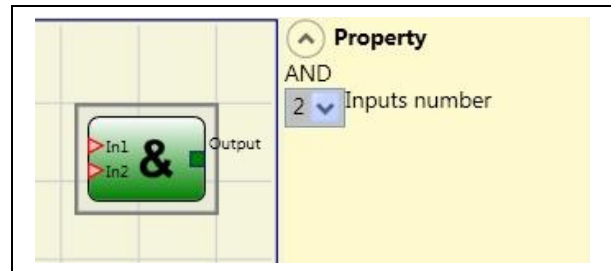 Property
AND
2 Inputs number
In1 & Output
In2